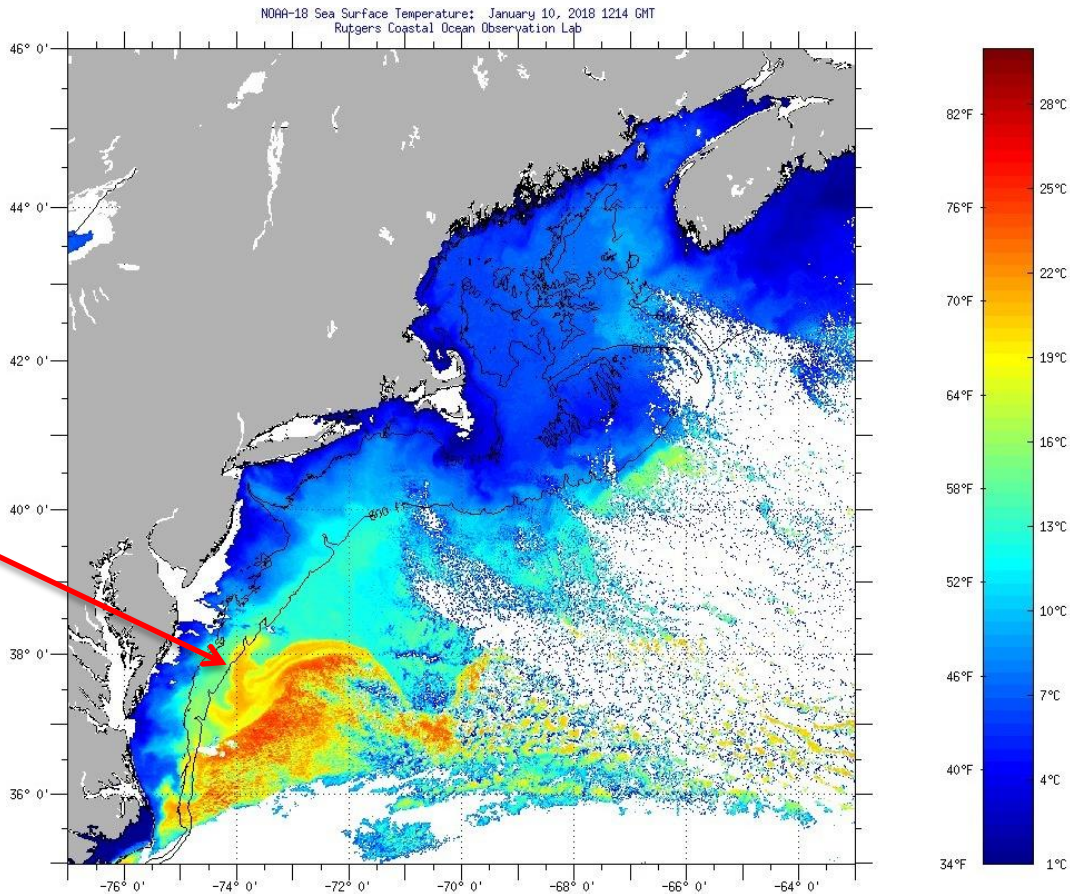 NOAA-18 Sea Surface Temperature: January 10, 2018 1214 GMT
Rutgers Coastal Ocean Observation Lab
46° 0'
44° 0'
42° 0'
40° 0'
38° 0'
36° 0'
-76° 0'
-74° 0'
-72° 0'
-70° 0'
-68° 0'
-66° 0'
-64° 0'
600
600 ft
82°F
76°F
70°F
64°F
58°F
52°F
46°F
40°F
34°F
28°C
25°C
22°C
19°C
16°C
13°C
10°C
7°C
4°C
1°C